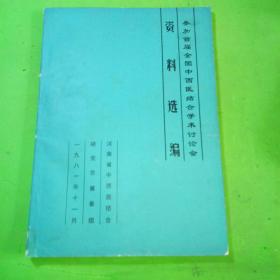 参加首届全国中西医结合学术讨论会
资料选编
河南省中西医结合
研究会筹备组
一九八一年十一月